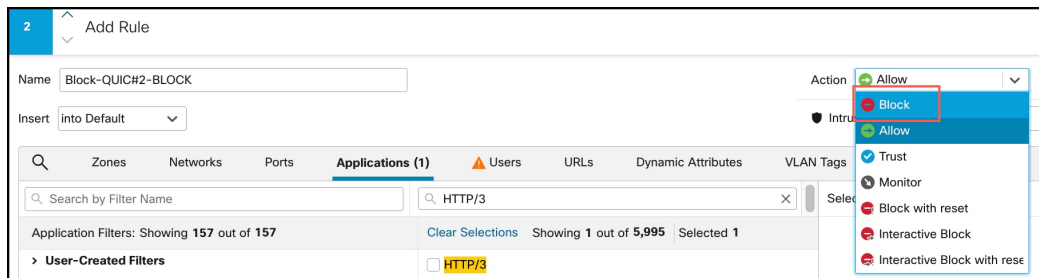 2 Add Rule
Name Block-QUIC#2-BLOCK Action Allow
Insert into Default Intru
Block
Allow
Trust
Monitor
Block with reset
Interactive Block
Interactive Block with rese
Zones Networks Ports Applications (1) Users URLs Dynamic Attributes VLAN Tags
Search by Filter Name HTTP/3 Selec
Application Filters: Showing 157 out of 157 Clear Selections Showing 1 out of 5,995 Selected 1
> User-Created Filters HTTP/3